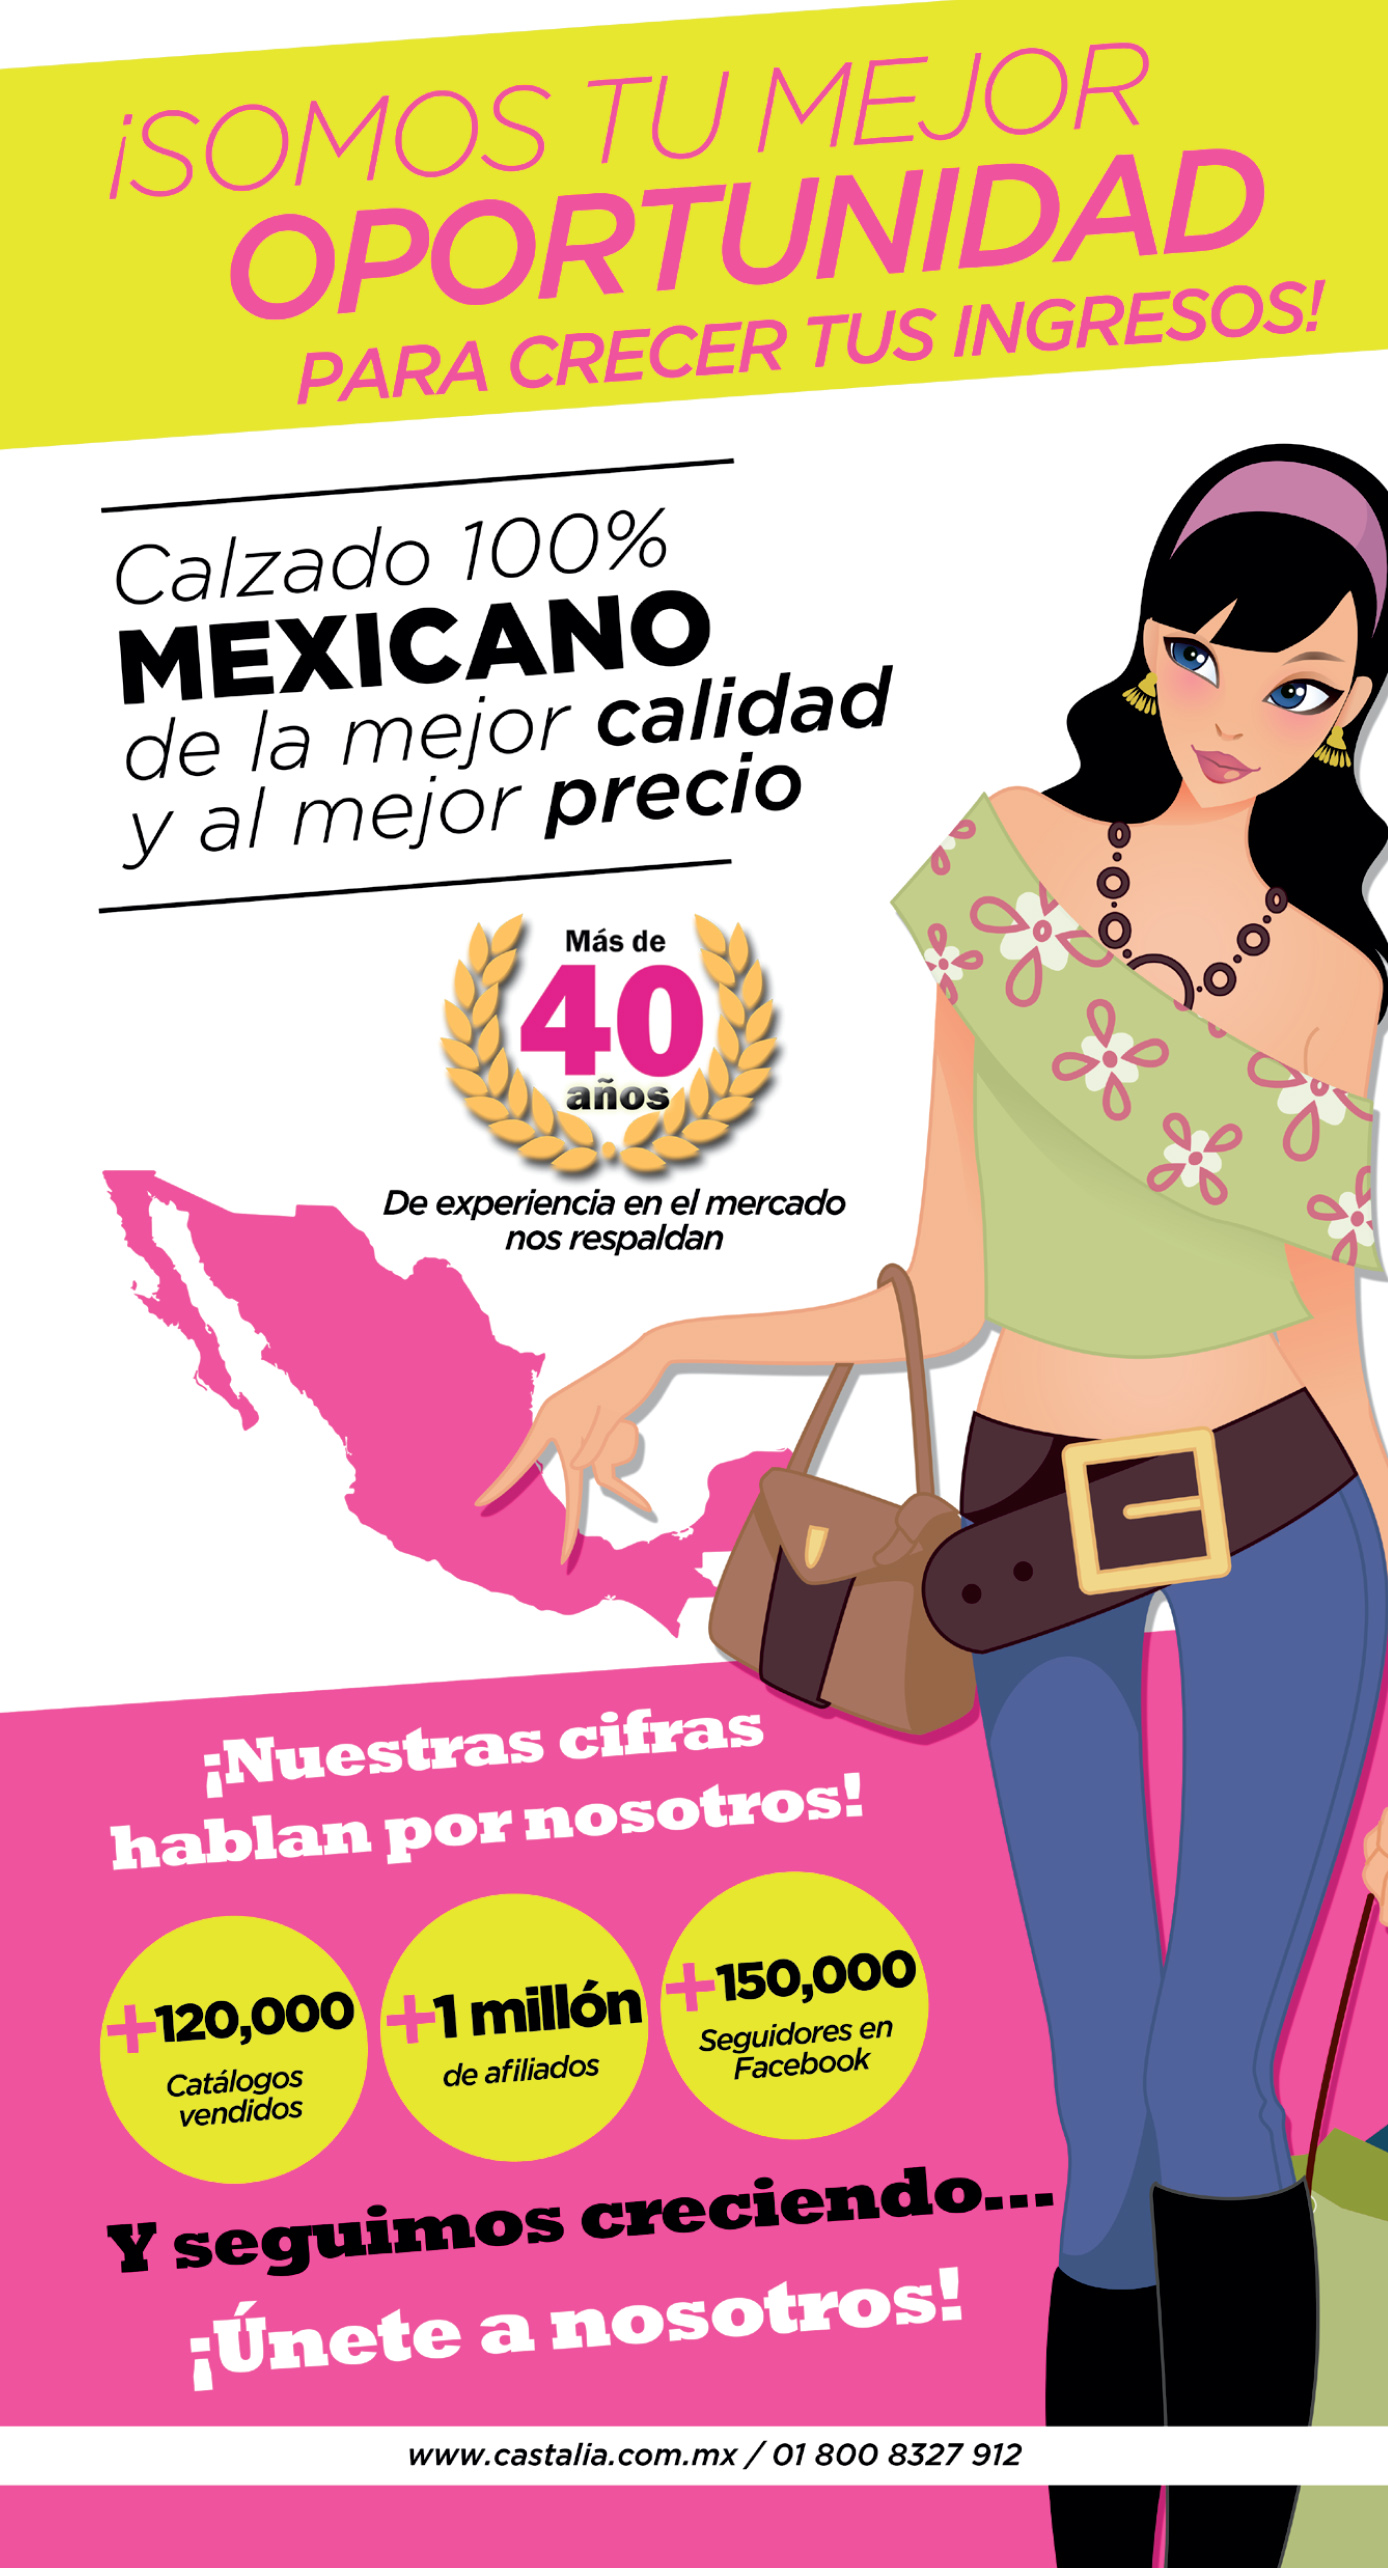 ¡SOMOS TU MEJOR
OPORTUNIDAD
PARA CRECER TUS INGRESOS!
Calzado 100%
MEXICANO
de la mejor calidad
y al mejor precio
Más de
40
años
De experiencia en el mercado
nos respaldan
¡Nuestras cifras
hablan por nosotros!
+120,000
Catálogos
vendidos
+1 millón
de afiliados
+150,000
Seguidores en
Facebook
Y seguimos creciendo...
¡Únete a nosotros!
www.castalia.com.mx / 01 800 8327 912